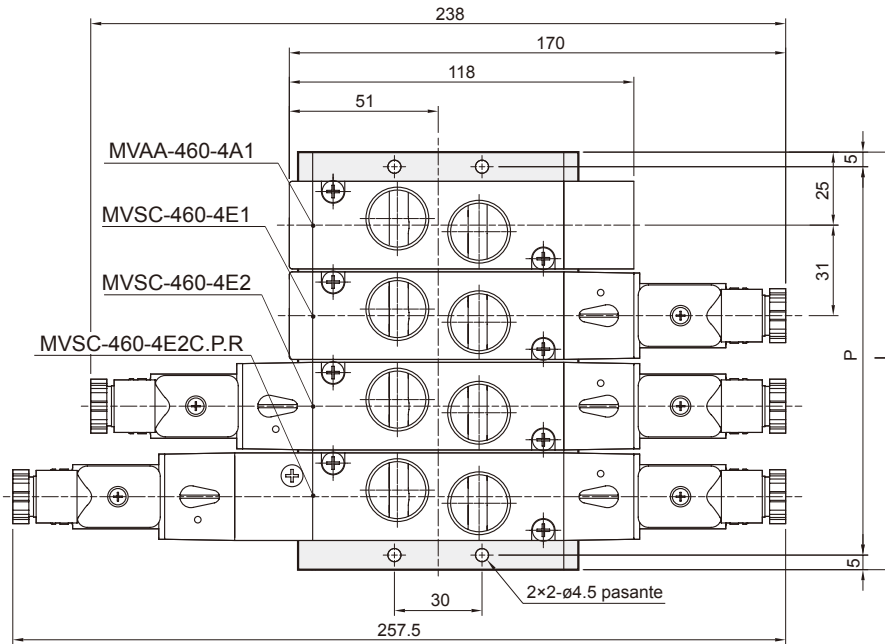 238
170
118
51
MVAA-460-4A1
5
25
MVSC-460-4E1
31
MVSC-460-4E2
MVSC-460-4E2C.P.R
P
L
2×2-ø4.5 pasante
5
30
257.5